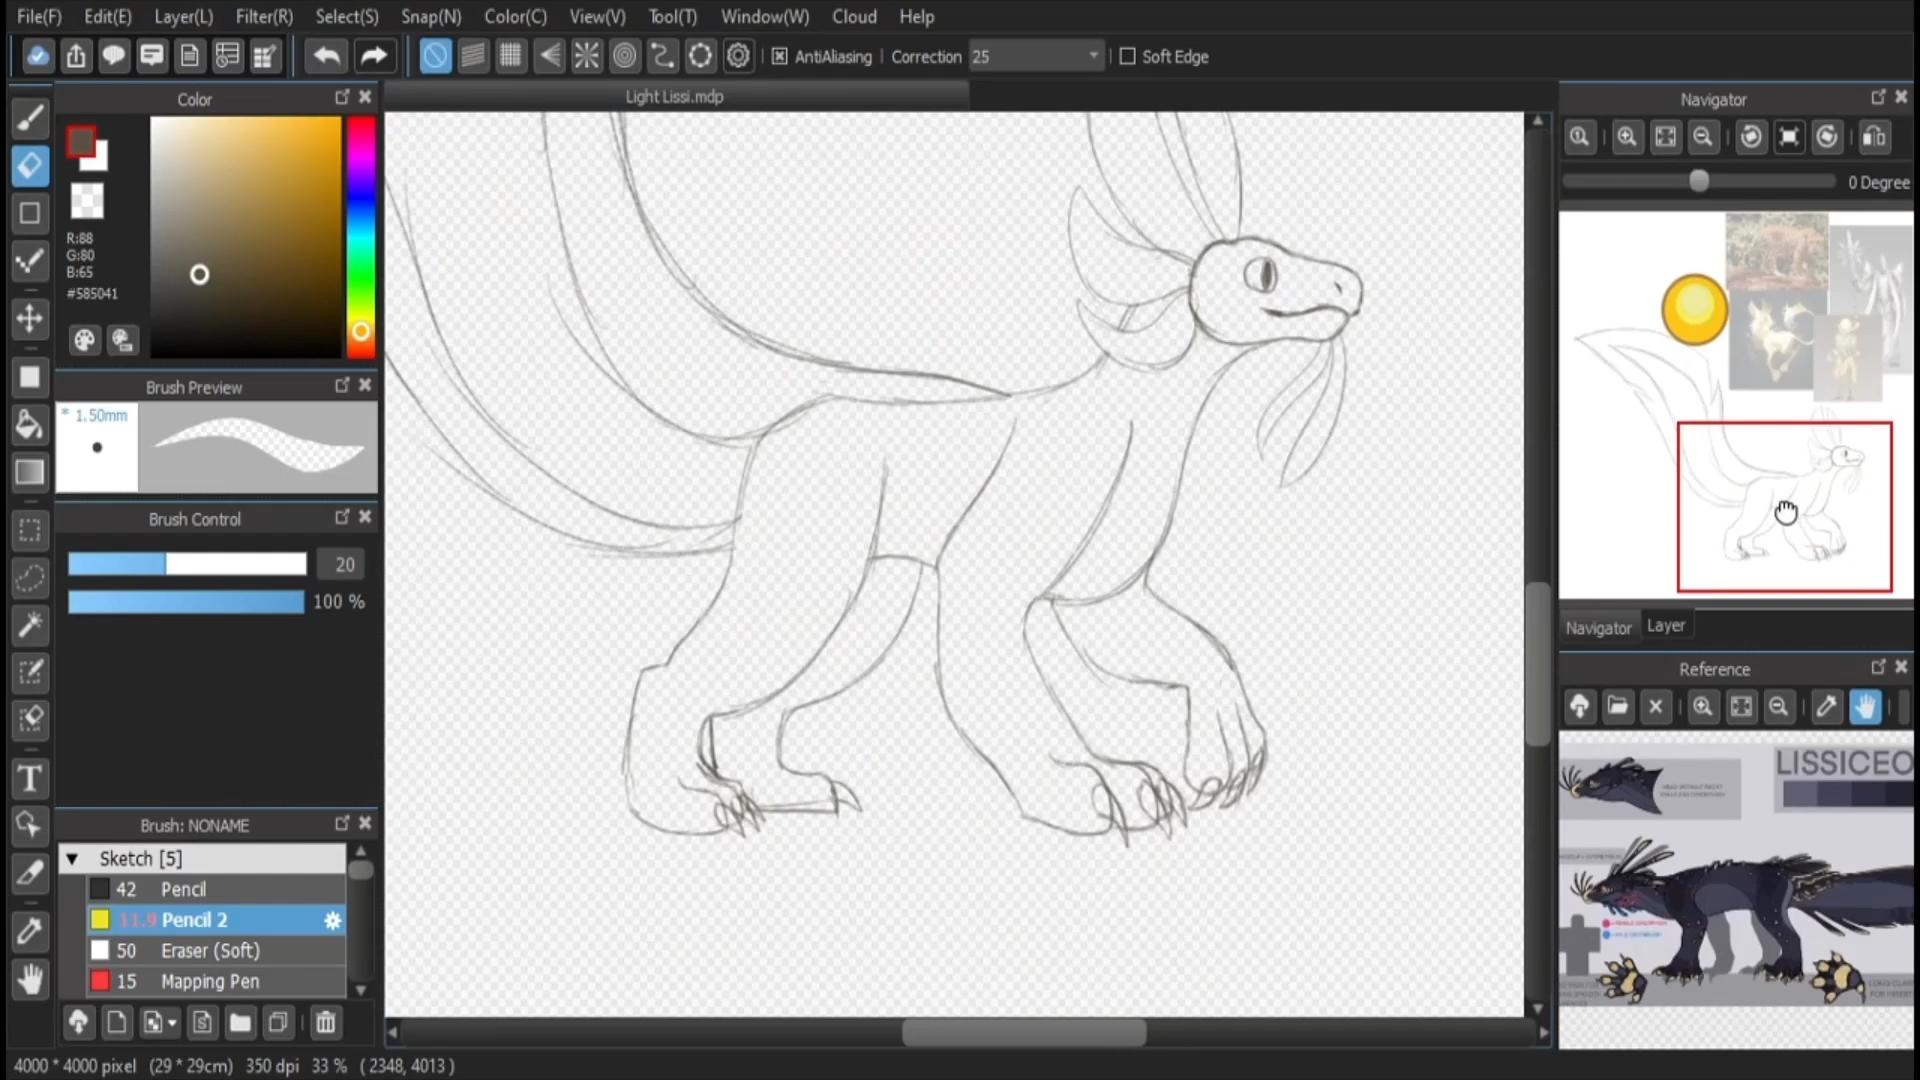 File(F) Edit(E) Layer(L) Filter(R) Select(S) Snap(N) Color(C) View(V) Tool(T) Window(W) Cloud Help
AntiAliasing Correction 25 Soft Edge
Color
Light Lissi.mdp
Navigator
0 Degree
R:88
G:80
B:65
#585041
Brush Preview
* 1.50mm
Brush Control
20
100 %
Navigator Layer
Reference
LISSICEO
Brush: NONAME
Sketch [5]
42 Pencil
11.9 Pencil 2
50 Eraser (Soft)
15 Mapping Pen
4000 * 4000 pixel (29 * 29cm) 350 dpi 33 % ( 2348, 4013 )